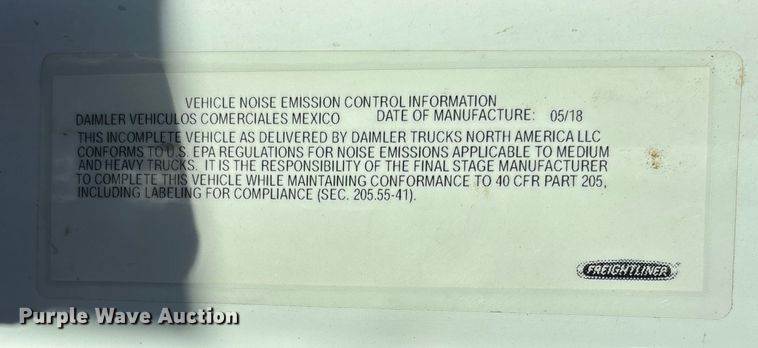 VEHICLE NOISE EMISSION CONTROL INFORMATION
DAIMLER VEHICULOS COMERCIALES MEXICO DATE OF MANUFACTURE: 05/18
THIS INCOMPLETE VEHICLE AS DELIVERED BY DAIMLER TRUCKS NORTH AMERICA LLC
CONFORMS TO U.S. EPA REGULATIONS FOR NOISE EMISSIONS APPLICABLE TO MEDIUM
AND HEAVY TRUCKS. IT IS THE RESPONSIBILITY OF THE FINAL STAGE MANUFACTURER
TO COMPLETE THIS VEHICLE WHILE MAINTAINING CONFORMANCE TO 40 CFR PART 205,
INCLUDING LABELING FOR COMPLIANCE (SEC. 205.55-41).
FREIGHTLINER
Purple Wave Auction